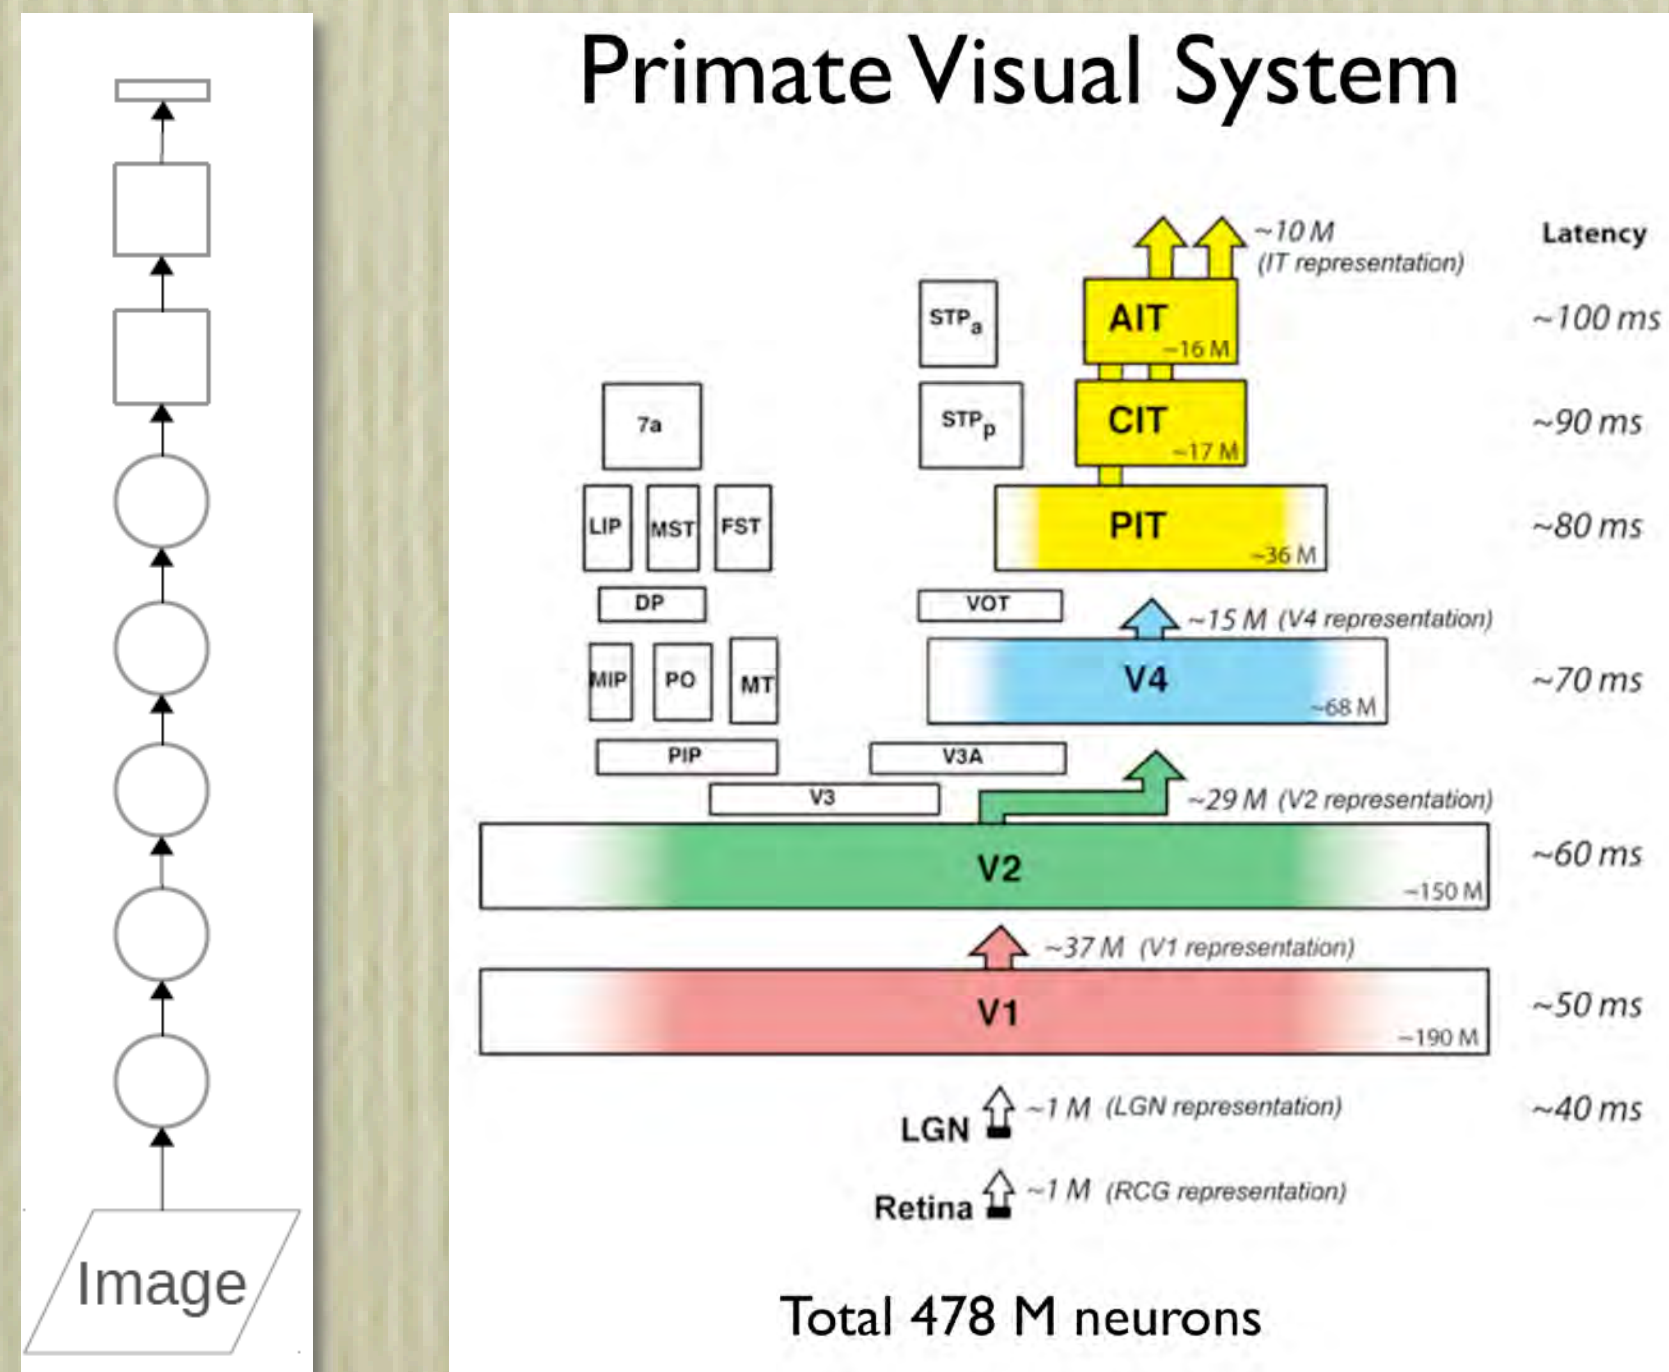 Image
Primate Visual System
~10 M
(IT representation)
Latency
STPa
AIT
~16 M
~100 ms
7a
STPp
CIT
~17 M
~90 ms
LIP
MST
FST
PIT
~36 M
~80 ms
DP
VOT
~15 M (V4 representation)
MIP
PO
MT
V4
~68 M
~70 ms
PIP
V3A
V3
~29 M (V2 representation)
V2
~150 M
~60 ms
~37 M (V1 representation)
V1
~190 M
~50 ms
LGN
~1 M (LGN representation)
~40 ms
Retina
~1 M (RCG representation)
Total 478 M neurons